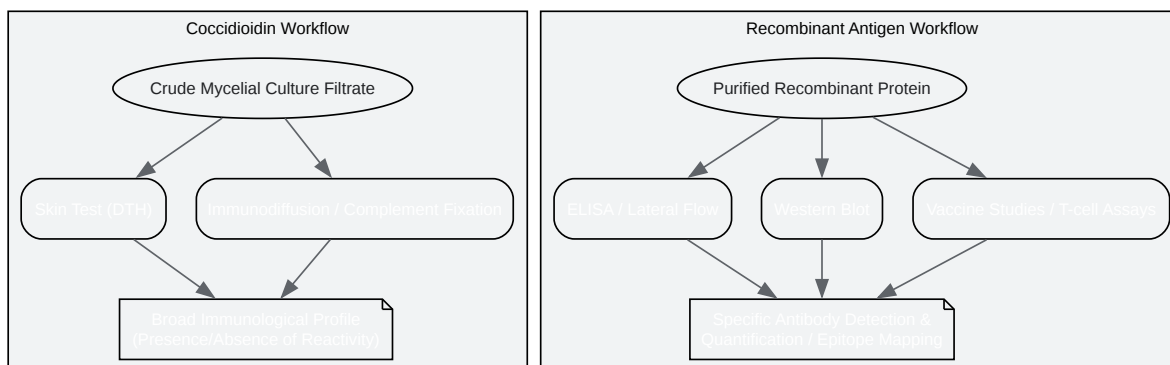 Coccidioidin Workflow
Crude Mycelial Culture Filtrate
Skin Test (DTH)
Immunodiffusion / Complement Fixation
Broad Immunological Profile
(Presence/Absence of Reactivity)
Recombinant Antigen Workflow
Purified Recombinant Protein
ELISA / Lateral Flow
Western Blot
Vaccine Studies / T-cell Assays
Specific Antibody Detection &
Quantification / Epitope Mapping